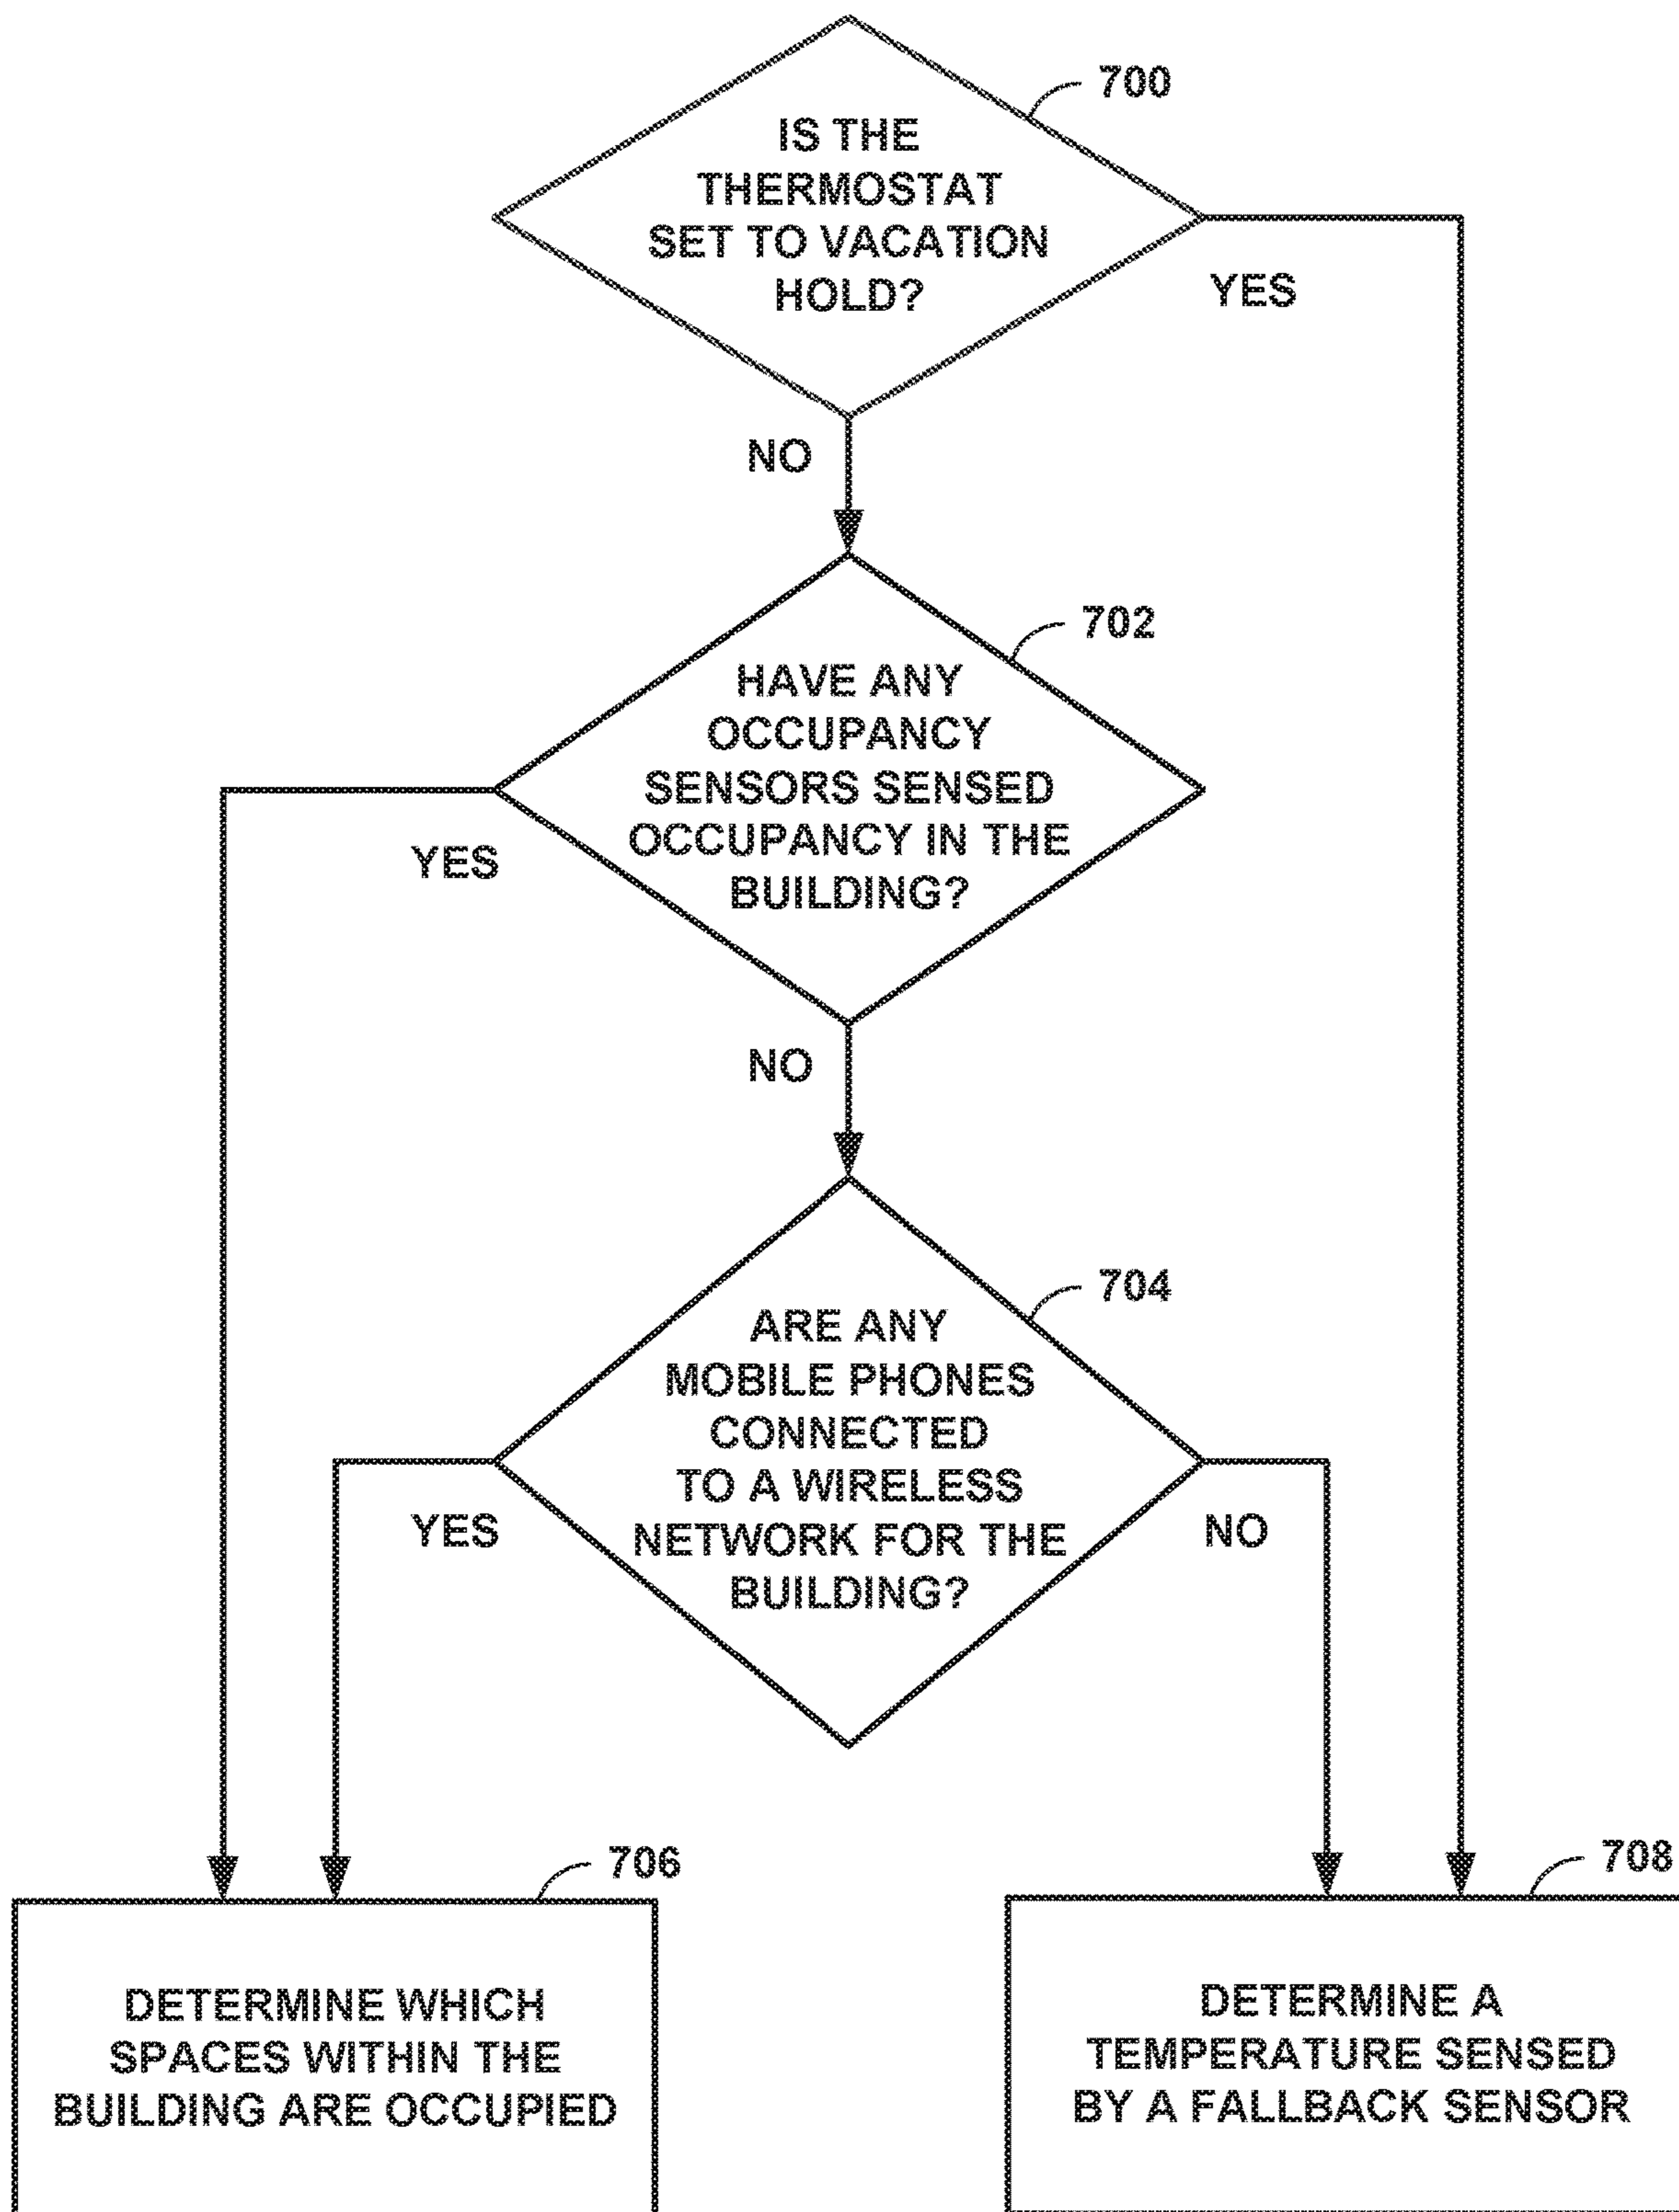 700
IS THE
THERMOSTAT
SET TO VACATION
HOLD?
YES
NO
702
HAVE ANY
OCCUPANCY
SENSORS SENSED
OCCUPANCY IN THE
BUILDING?
YES
NO
704
ARE ANY
MOBILE PHONES
CONNECTED
TO A WIRELESS
NETWORK FOR THE
BUILDING?
YES
NO
706
DETERMINE WHICH
SPACES WITHIN THE
BUILDING ARE OCCUPIED
708
DETERMINE A
TEMPERATURE SENSED
BY A FALLBACK SENSOR